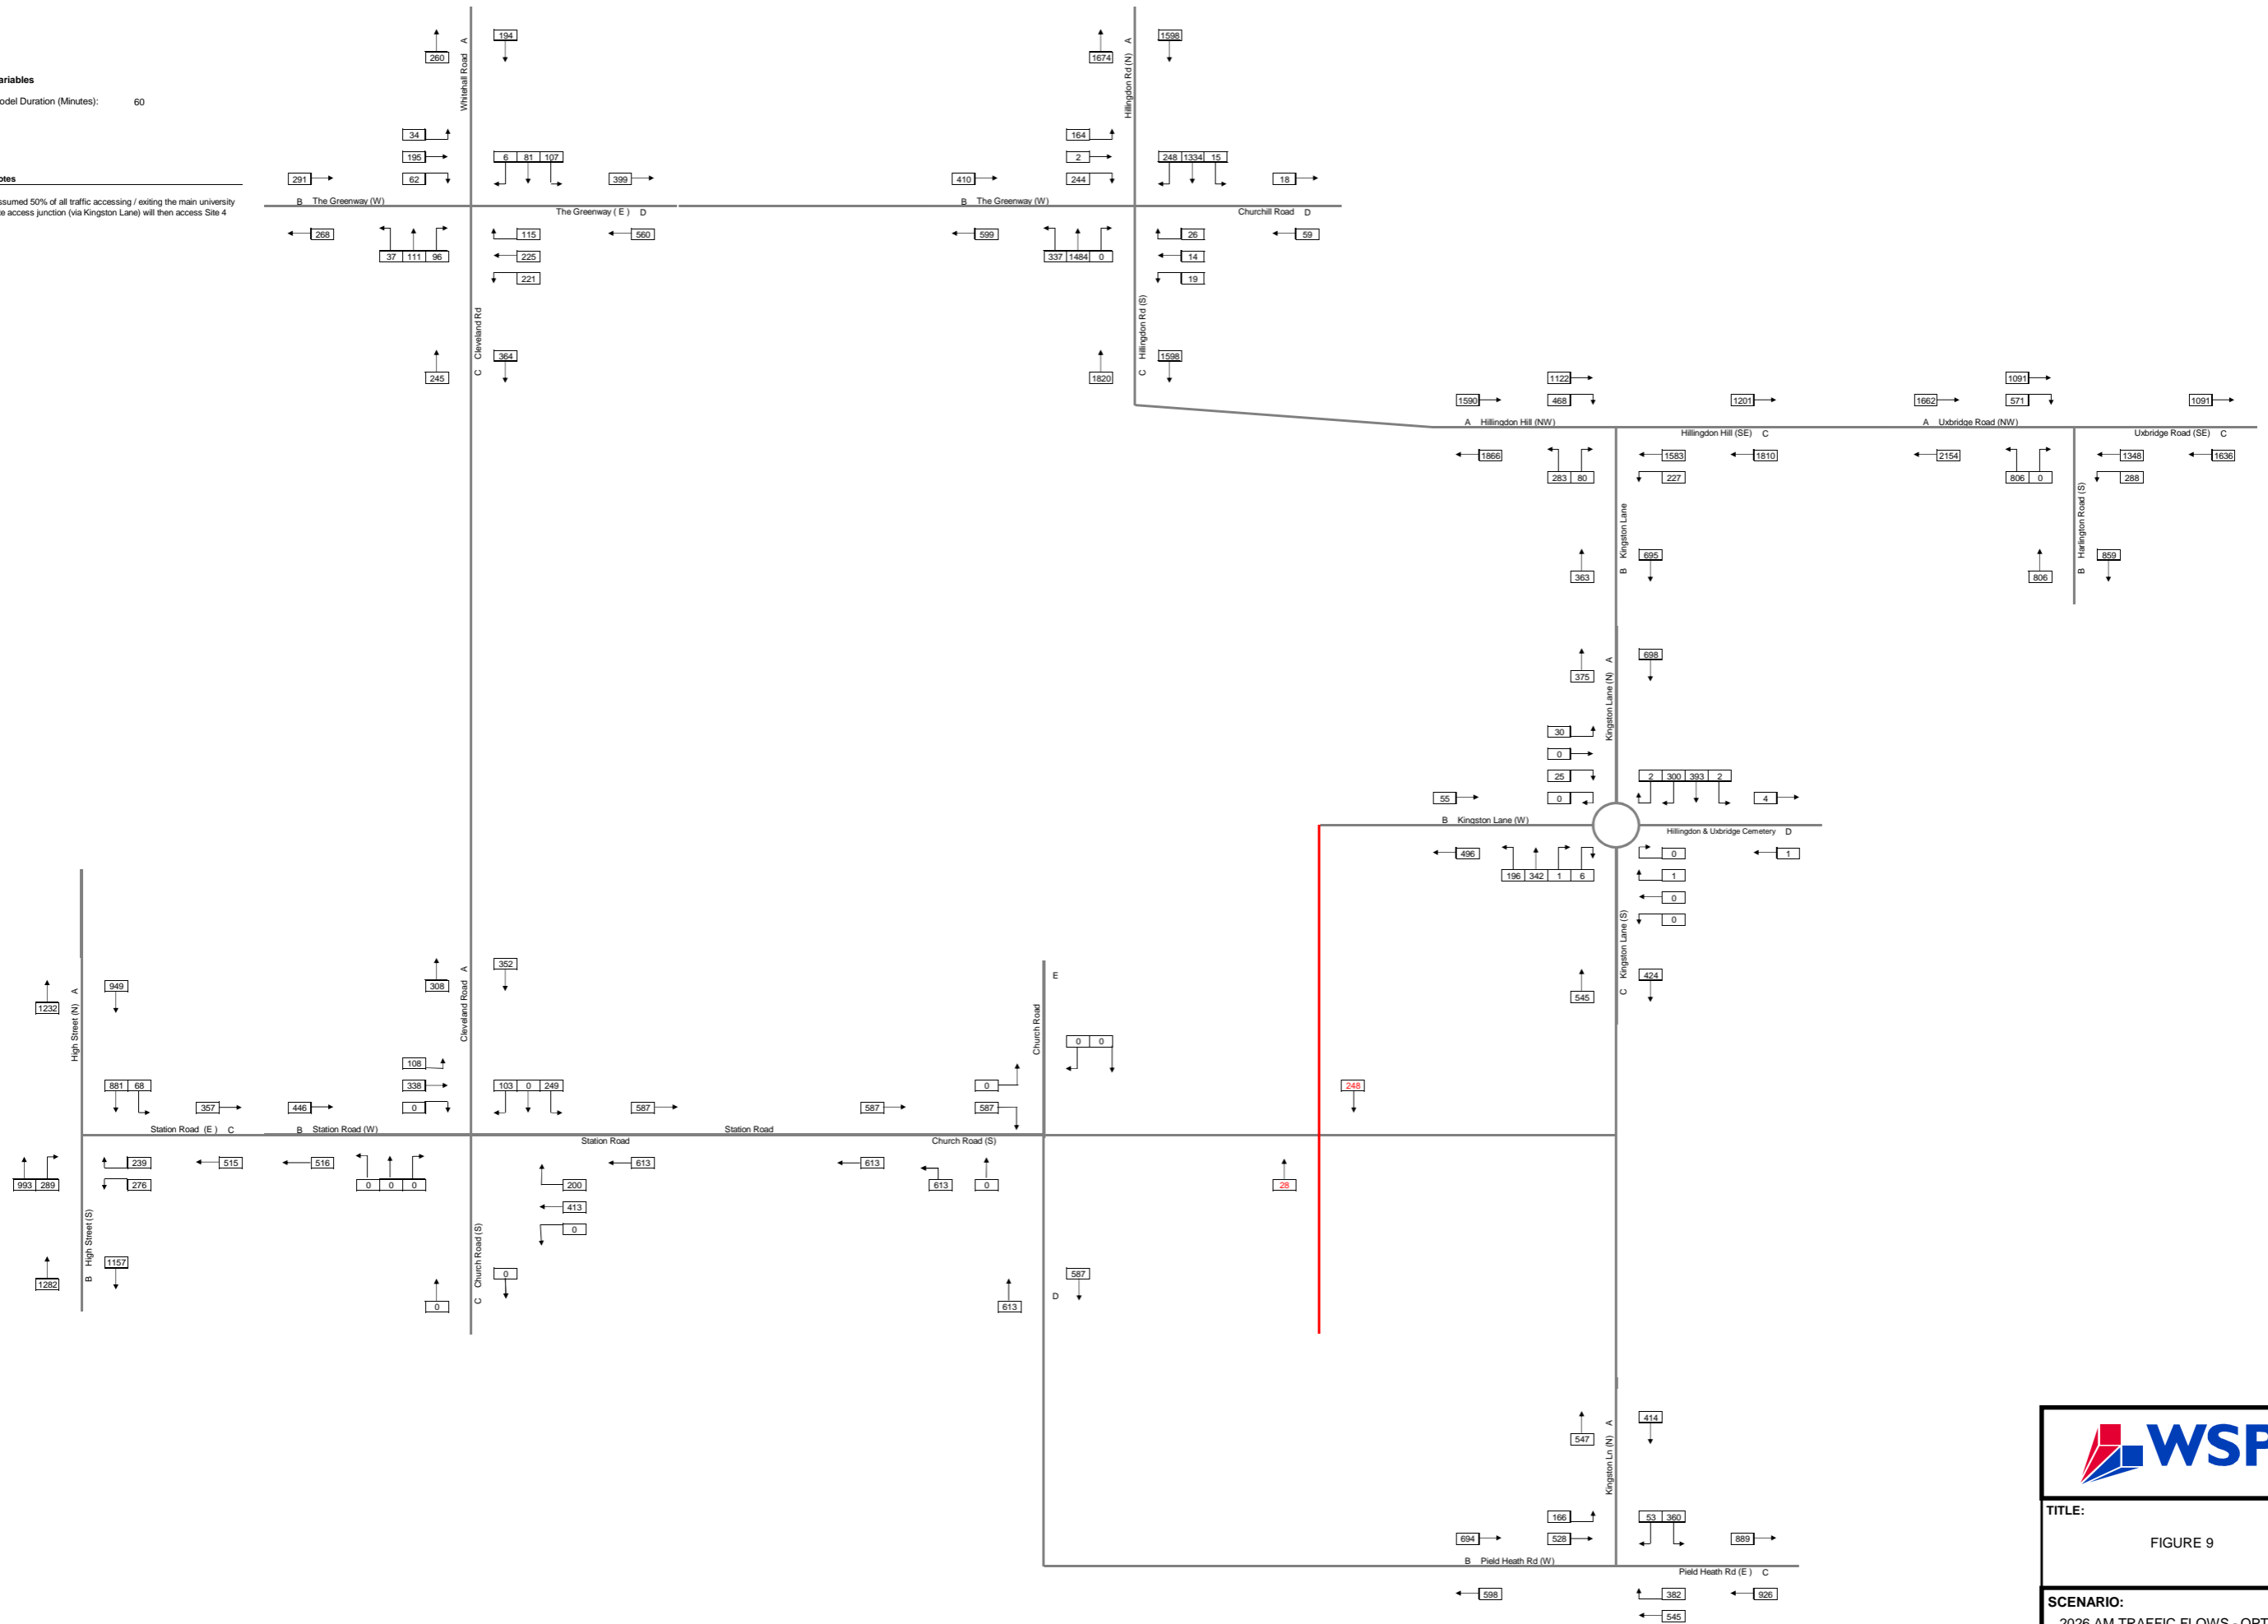 194
1598
260
1674
Whitehall Road A
Hillingdon Rd (N) A
ariables
odel Duration (Minutes): 60
34
164
195
6 81 107
2
248 1334 15
291
62
399
410
244
18
otes
ssumed 50% of all traffic accessing / exiting the main university
te access junction (via Kingston Lane) will then access Site 4
B The Greenway (W)
The Greenway ( E ) D
B The Greenway (W)
Churchill Road D
268
115
560
599
26
59
37 111 96
225
337 1484 0
14
221
19
C Cleveland Rd
C Hillingdon Rd (S)
364
1598
245
1820
1122
1091
1590
468
1201
1662
571
1091
A Hillingdon Hill (NW)
Hillingdon Hill (SE) C
A Uxbridge Road (NW)
Uxbridge Road (SE) C
1866
1583
1810
2154
1348
1636
283 80
227
806 0
288
B Kingston Lane
B Harlington Road (S)
695
859
363
806
698
375
Kingston Lane (N) A
30
0
25
2 300 393 2
55
0
4
B Kingston Lane (W)
Hillingdon & Uxbridge Cemetery D
496
0
1
196 342 1 6
1
0
0
C Kingston Lane (S)
424
545
352
308
949
1232
High Street (N) A
Cleveland Road A
E
Church Road
0 0
108
881 68
338
103 0 249
0
248
357
446
0
587
587
587
Station Road (E ) C
B Station Road (W)
Station Road
Station Road
Church Road (S)
239
515
516
613
613
993 289
276
0 0 0
200
613
0
28
413
0
B High Street (S)
C Church Road (S)
1157
1282
0
0
587
D
613
414
547
Kingston Ln (N) A
166
53 360
694
528
889
B Pield Heath Rd (W)
Pield Heath Rd (E ) C
598
382
926
545
WSP
TITLE:
FIGURE 9
SCENARIO: